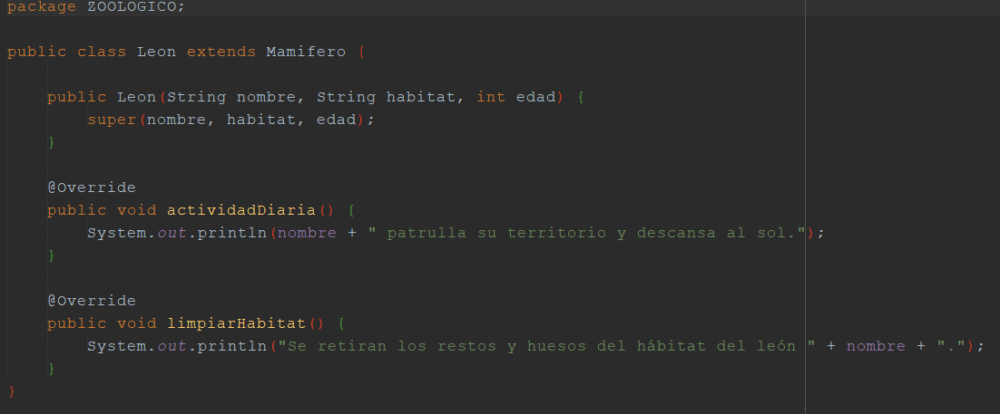 package ZOOLOGICO;
public class Leon extends Mamifero {
public Leon(String nombre, String habitat, int edad) {
super(nombre, habitat, edad);
}
@Override
public void actividadDiaria() {
System.out.println(nombre + " patrulla su territorio y descansa al sol.");
}
@Override
public void limpiarHabitat() {
System.out.println("Se retiran los restos y huesos del hábitat del león " + nombre + ".");
}
}